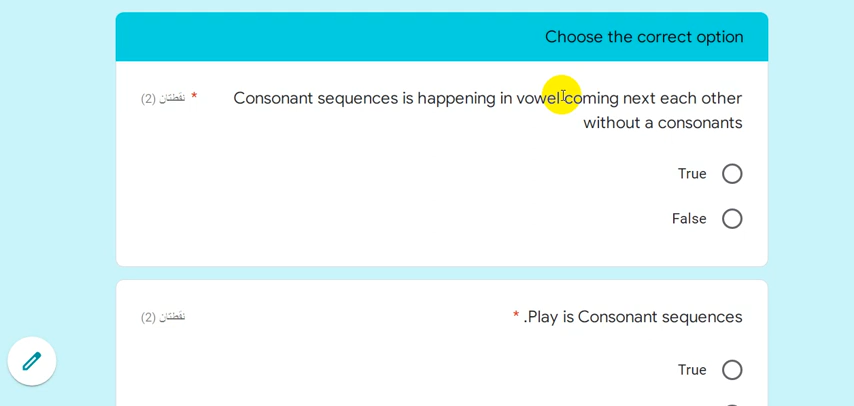 Choose the correct option
Consonant sequences is happening in vowel coming next each other * نقطتان (2)
without a consonants
True
False
.Play is Consonant sequences * نقطتان (2)
True